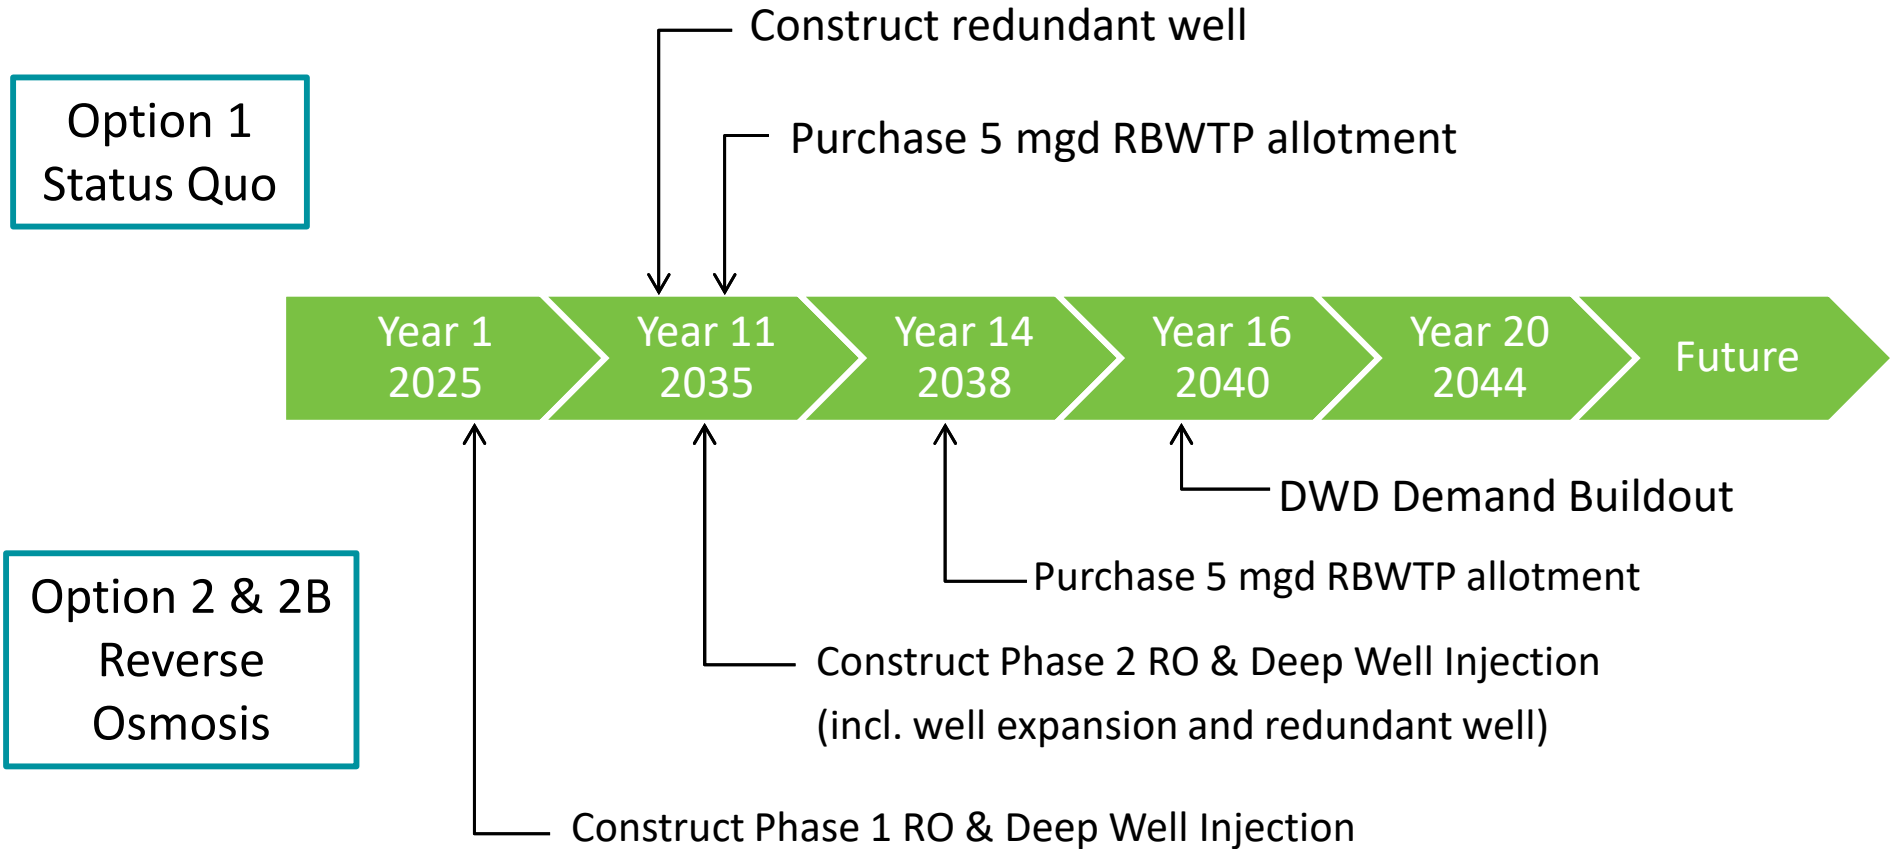 Construct redundant well
Option 1
Status Quo
Purchase 5 mgd RBWTP allotment
Year 1
2025
Year 11
2035
Year 14
2038
Year 16
2040
Year 20
2044
Future
DWD Demand Buildout
Option 2 & 2B
Reverse
Osmosis
Purchase 5 mgd RBWTP allotment
Construct Phase 2 RO & Deep Well Injection
(incl. well expansion and redundant well)
Construct Phase 1 RO & Deep Well Injection